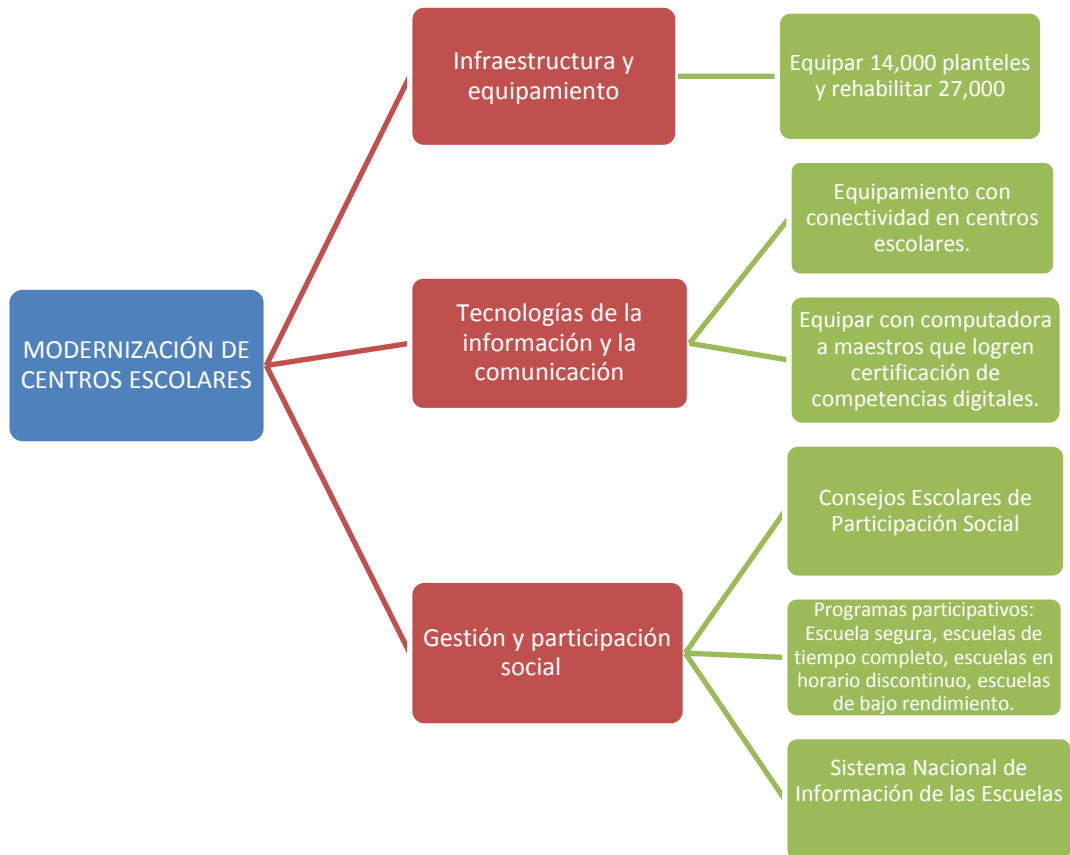 MODERNIZACIÓN DE
CENTROS ESCOLARES
Infraestructura y
equipamiento
Equipar 14,000 planteles
y rehabilitar 27,000
Tecnologías de la
información y la
comunicación
Equipamiento con
conectividad en centros
escolares.
Equipar con computadora
a maestros que logren
certificación de
competencias digitales.
Gestión y participación
social
Consejos Escolares de
Participación Social
Programas participativos:
Escuela segura, escuelas de
tiempo completo, escuelas en
horario discontinuo, escuelas
de bajo rendimiento.
Sistema Nacional de
Información de las Escuelas